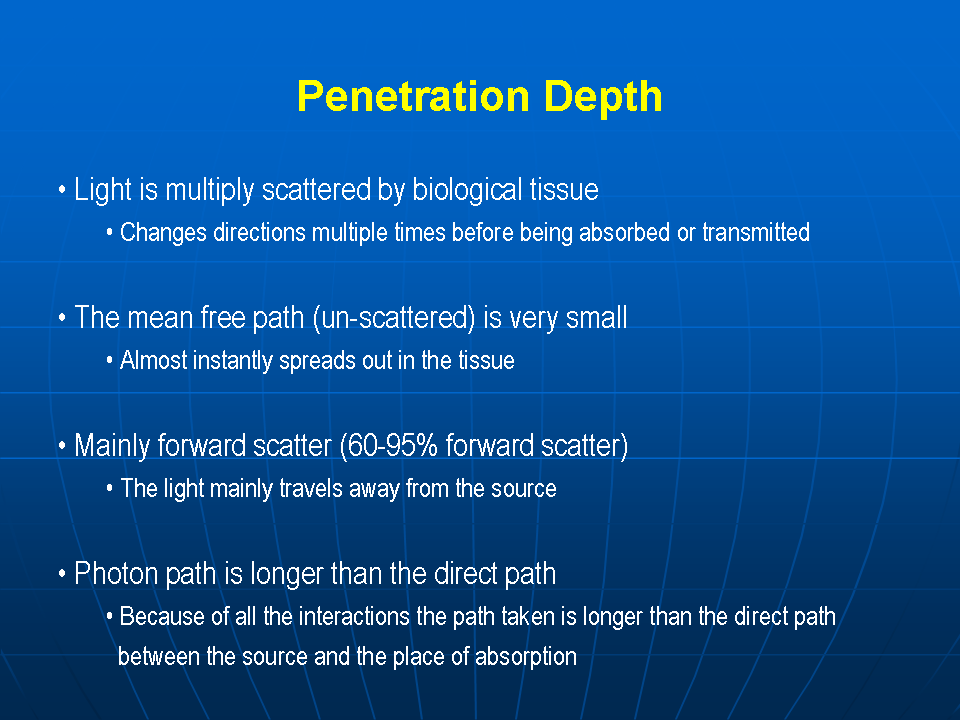 Penetration Depth
• Light is multiply scattered by biological tissue
• Changes directions multiple times before being absorbed or transmitted
• The mean free path (un-scattered) is very small
• Almost instantly spreads out in the tissue
• Mainly forward scatter (60-95% forward scatter)
• The light mainly travels away from the source
• Photon path is longer than the direct path
• Because of all the interactions the path taken is longer than the direct path
between the source and the place of absorption